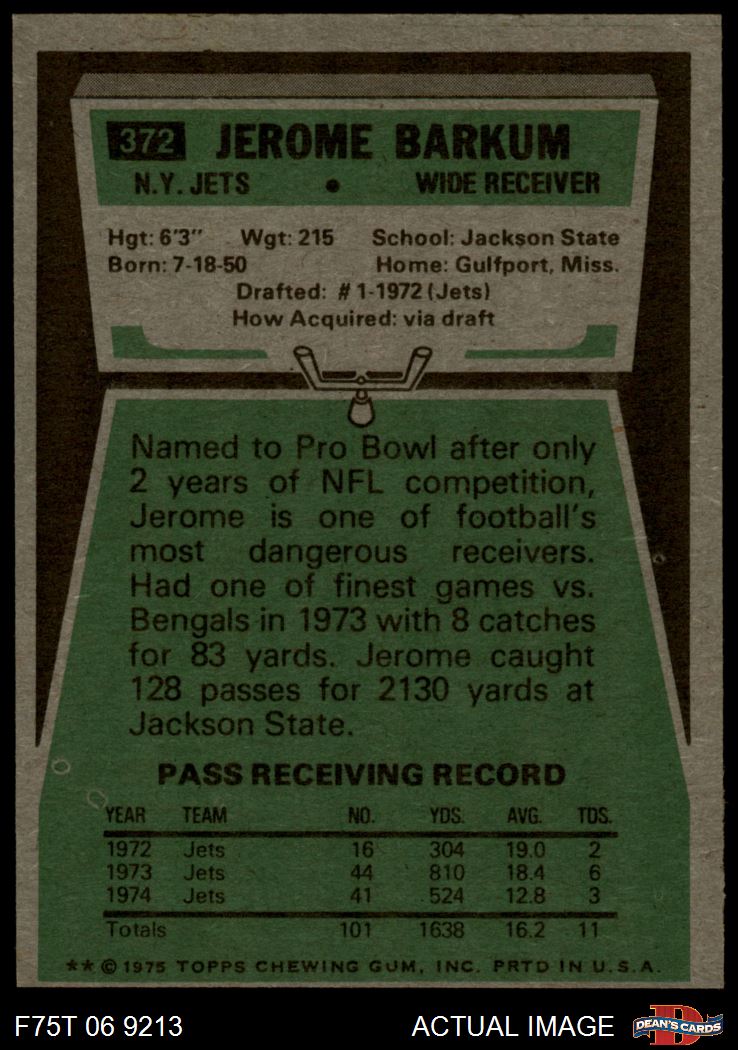 372 JEROME BARKUM
N.Y. JETS • WIDE RECEIVER
Hgt: 6'3" Wgt: 215 School: Jackson State
Born: 7-18-50 Home: Gulfport, Miss.
Drafted: #1-1972 (Jets)
How Acquired: via draft
Named to Pro Bowl after only
2 years of NFL competition,
Jerome is one of football's
most dangerous receivers.
Had one of finest games vs.
Bengals in 1973 with 8 catches
for 83 yards. Jerome caught
128 passes for 2130 yards at
Jackson State.
PASS RECEIVING RECORD
YEAR TEAM NO. YDS. AVG. TDS.
1972 Jets 16 304 19.0 2
1973 Jets 44 810 18.4 6
1974 Jets 41 524 12.8 3
Totals 101 1638 16.2 11
** © 1975 TOPPS CHEWING GUM, INC. PRTD IN U.S.A.
F75T 06 9213 ACTUAL IMAGE D DEAN'S CARDS